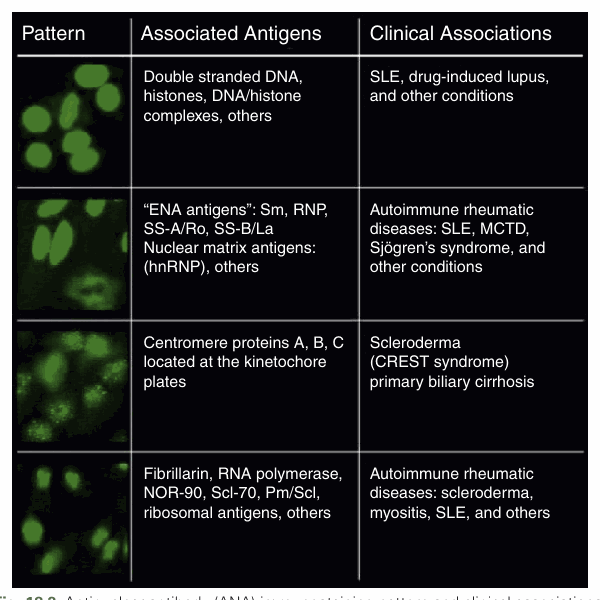 Pattern Associated Antigens Clinical Associations
Double stranded DNA,
histones, DNA/histone
complexes, others
SLE, drug-induced lupus,
and other conditions
“ENA antigens”: Sm, RNP,
SS-A/Ro, SS-B/La
Nuclear matrix antigens:
(hnRNP), others
Autoimmune rheumatic
diseases: SLE, MCTD,
Sjögren’s syndrome, and
other conditions
Centromere proteins A, B, C
located at the kinetochore
plates
Scleroderma
(CREST syndrome)
primary biliary cirrhosis
Fibrillarin, RNA polymerase,
NOR-90, Scl-70, Pm/Scl,
ribosomal antigens, others
Autoimmune rheumatic
diseases: scleroderma,
myositis, SLE, and others